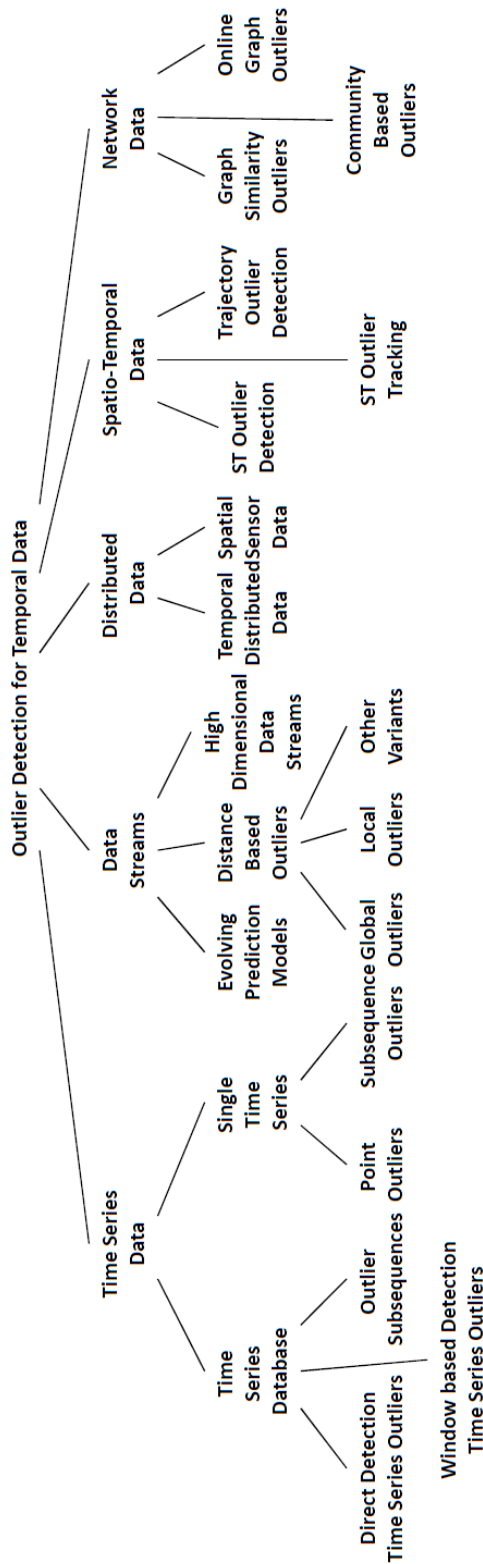 Outlier Detection for Temporal Data
Time Series
Data
Data
Streams
Distributed
Data
Spatio-Temporal
Data
Network
Data
Time
Series
Database
Single
Time
Series
Evolving
Prediction
Models
Distance
Based
Outliers
High
Dimensional
Data
Streams
Temporal
Distributed
Data
Spatial
Sensor
Data
ST Outlier
Detection
Trajectory
Outlier
Detection
Graph
Similarity
Outliers
Online
Graph
Outliers
Direct Detection
Time Series Outliers
Outlier
Subsequences
Point
Outliers
Subsequence
Outliers
Global
Outliers
Local
Outliers
Other
Variants
ST Outlier
Tracking
Community
Based
Outliers
Window based Detection
Time Series Outliers